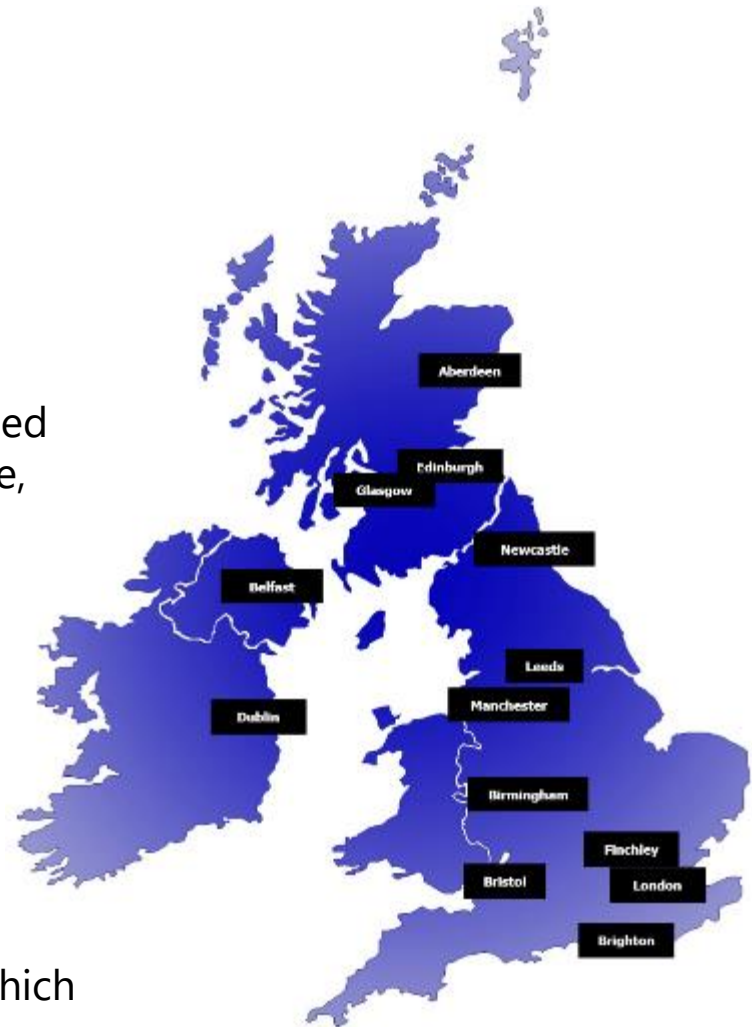 Aberdeen
ed
Edinburgh
e,
Glasgow
Newcastle
Belfast
Leeds
Manchester
Dublin
Birmingham
Finchley
Bristol
London
Brighton
hich